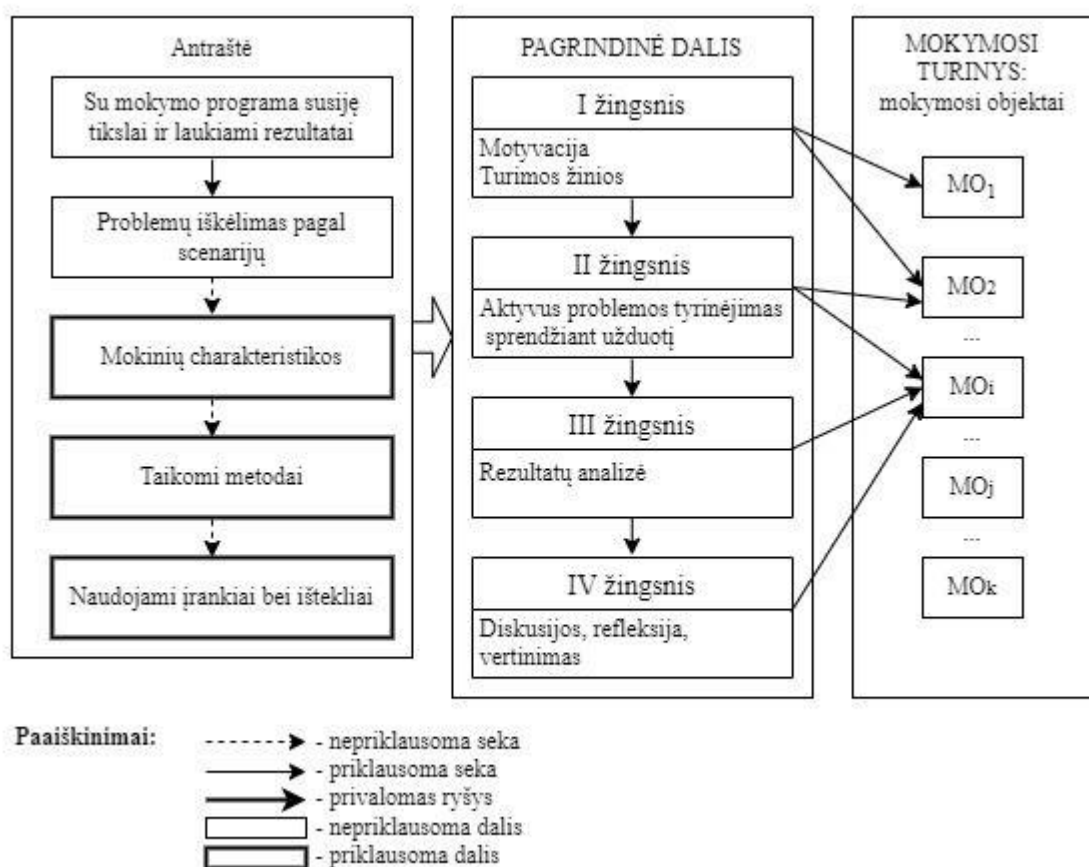 Antraštė
Su mokymo programa susiję
tikslai ir laukiami rezultatai
Problemų iškėlimas pagal
scenarijų
Mokinių charakteristikos
Taikomi metodai
Naudojami įrankiai bei ištekliai
PAGRINDINĖ DALIS
I žingsnis
Motyvacija
Turimos žinios
II žingsnis
Aktyvus problemos tyrinėjimas
sprendžiant užduotį
III žingsnis
Rezultatų analizė
IV žingsnis
Diskusijos, refleksija,
vertinimas
MOKYMOSI
TURINYS:
mokymosi objektai
MO1
MO2
...
MOi
...
MOj
...
MOk
Paaiškinimai:
- nepriklausoma seka
- priklausoma seka
- privalomas ryšys
- nepriklausoma dalis
- priklausoma dalis